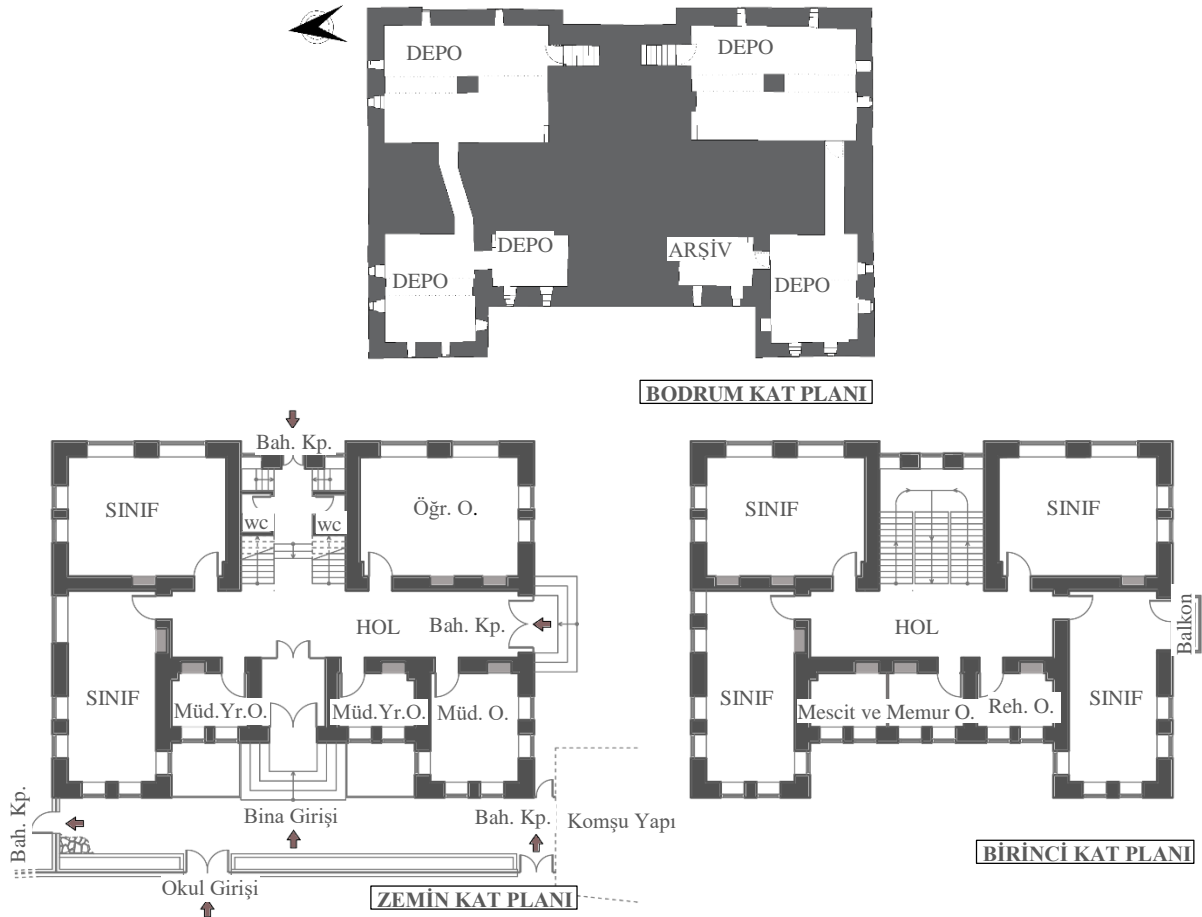 DEPO
DEPO
DEPO
ARŞİV
DEPO
DEPO
BODRUM KAT PLANI
Bah. Kp.
SINIF
Öğr. O.
wc
wc
HOL
Bah. Kp.
SINIF
Müd.Yr.O.
Müd.Yr.O.
Müd. O.
Bah. Kp.
Bina Girişi
Bah. Kp.
Komşu Yapı
Okul Girişi
ZEMİN KAT PLANI
SINIF
SINIF
HOL
Balkon
SINIF
Mescit ve Memur O.
Reh. O.
SINIF
BİRİNCİ KAT PLANI